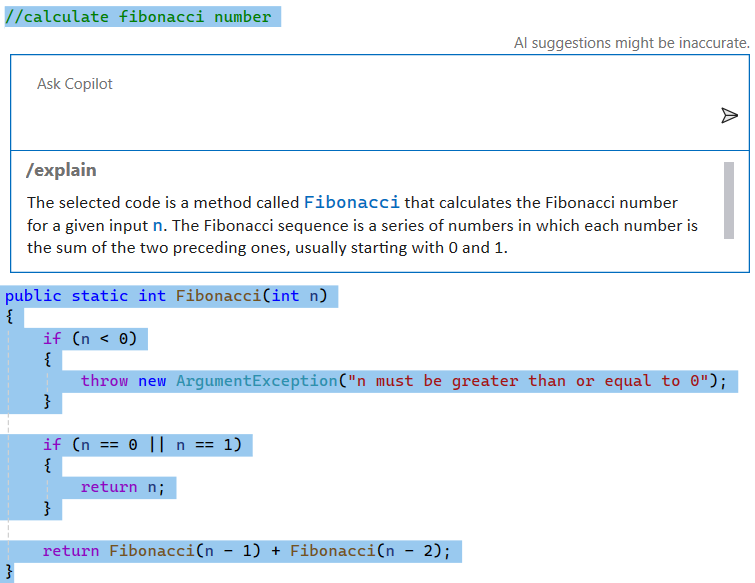 //calculate fibonacci number
AI suggestions might be inaccurate.
Ask Copilot
/explain
The selected code is a method called Fibonacci that calculates the Fibonacci number
for a given input n. The Fibonacci sequence is a series of numbers in which each number is
the sum of the two preceding ones, usually starting with 0 and 1.
public static int Fibonacci(int n)
{
    if (n < 0)
    {
        throw new ArgumentException("n must be greater than or equal to 0");
    }
    if (n == 0 || n == 1)
    {
        return n;
    }
    return Fibonacci(n - 1) + Fibonacci(n - 2);
}